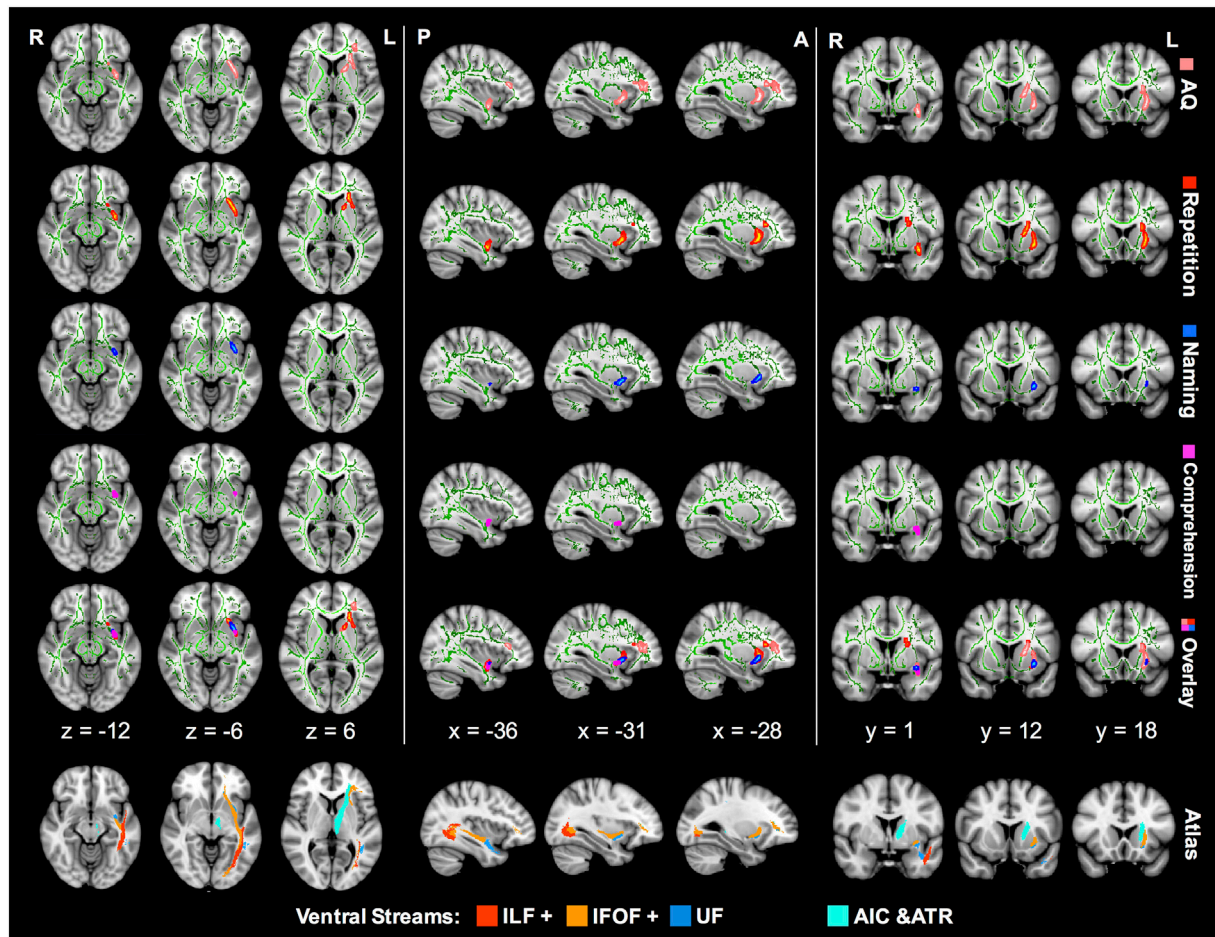 R L P A R L
AQ
Repetition
Naming
Comprehension
Overlay
z = -12 z = -6 z = 6 x = -36 x = -31 x = -28 y = 1 y = 12 y = 18
Atlas
Ventral Streams: ILF + IFOF + UF AIC &ATR